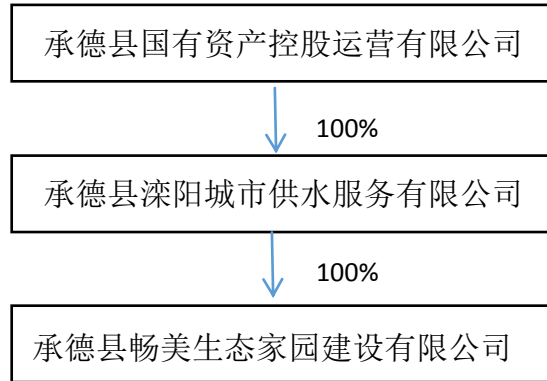 承德县国有资产控股运营有限公司
100%
承德县滦阳城市供水服务有限公司
100%
承德县畅美生态家园建设有限公司